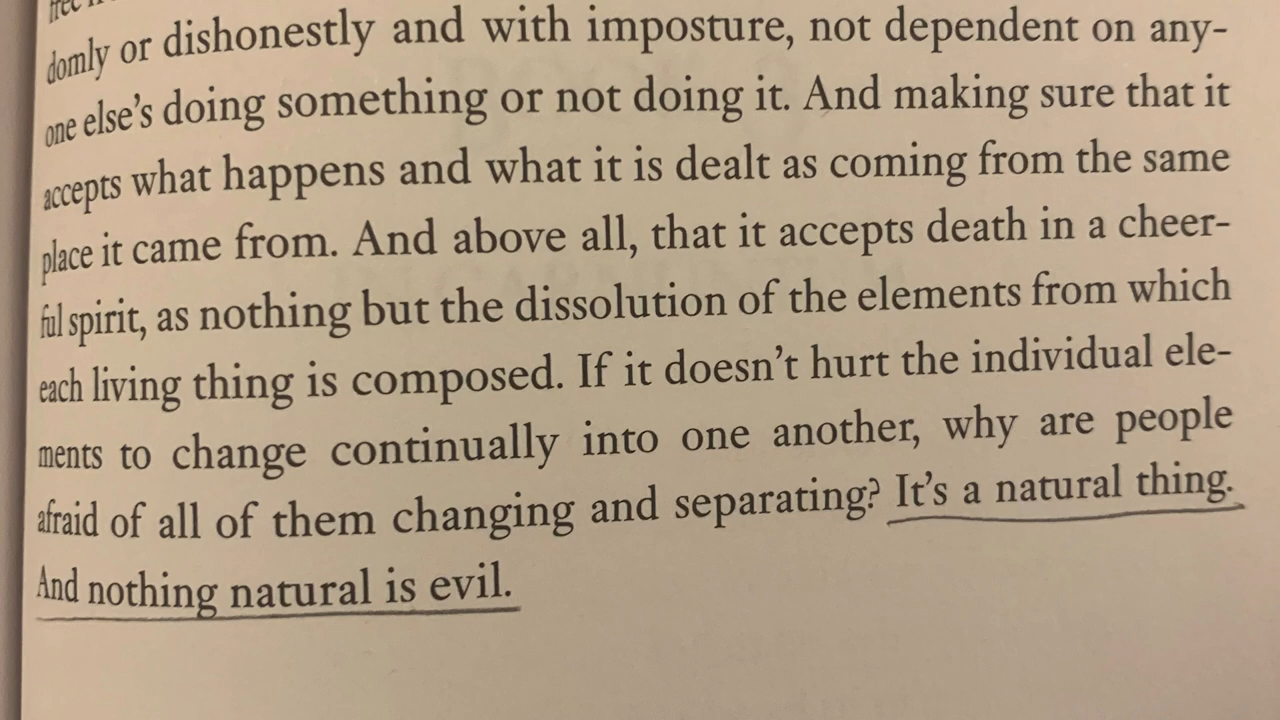 domly or dishonestly and with imposture, not dependent on any-
one else's doing something or not doing it. And making sure that it
accepts what happens and what it is dealt as coming from the same
place it came from. And above all, that it accepts death in a cheer-
ful spirit, as nothing but the dissolution of the elements from which
each living thing is composed. If it doesn't hurt the individual ele-
ments to change continually into one another, why are people
afraid of all of them changing and separating? It's a natural thing.
And nothing natural is evil.